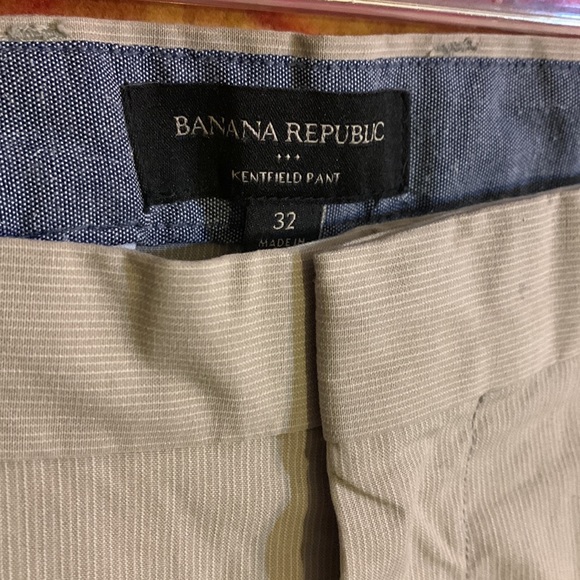 BANANA REPUBLIC
KENTFIELD PANT
32
MADE IN